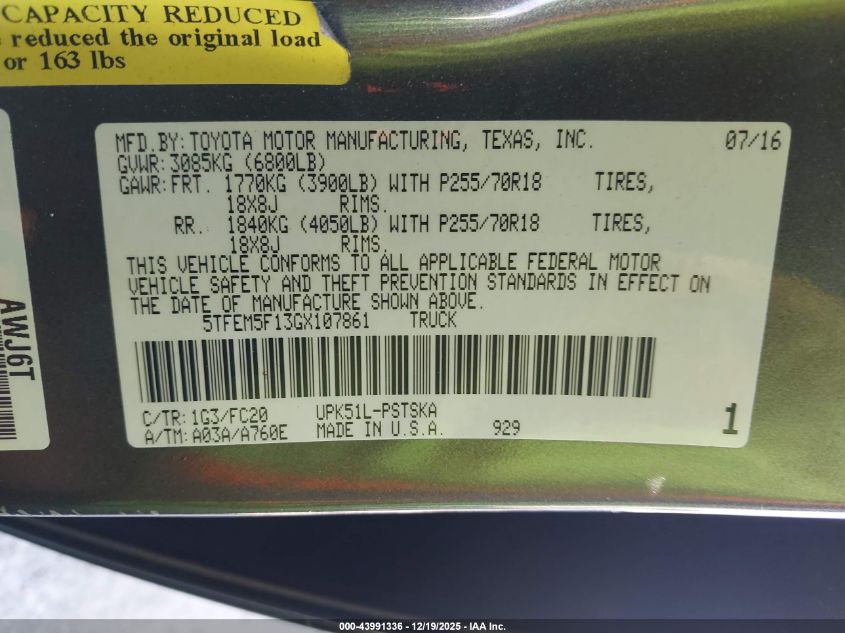 CAPACITY REDUCED
reduced the original load
or 163 lbs
MFD.BY: TOYOTA MOTOR MANUFACTURING, TEXAS, INC. 07/16
GVWR: 3085KG (6800LB)
GAWR: FRT. 1770KG (3900LB) WITH P255/70R18 TIRES,
18X8J RIMS.
RR. 1840KG (4050LB) WITH P255/70R18 TIRES,
18X8J RIMS.
THIS VEHICLE CONFORMS TO ALL APPLICABLE FEDERAL MOTOR
VEHICLE SAFETY AND THEFT PREVENTION STANDARDS IN EFFECT ON
THE DATE OF MANUFACTURE SHOWN ABOVE.
5TFEM5F13GX107861 TRUCK
C/TR: 1G3/FC20 UPK51L-PSTSKA
A/TM: A03A/A760E MADE IN U.S.A. 929 1
AWJ6T
000-43991336 - 12/19/2025 - IAA Inc.